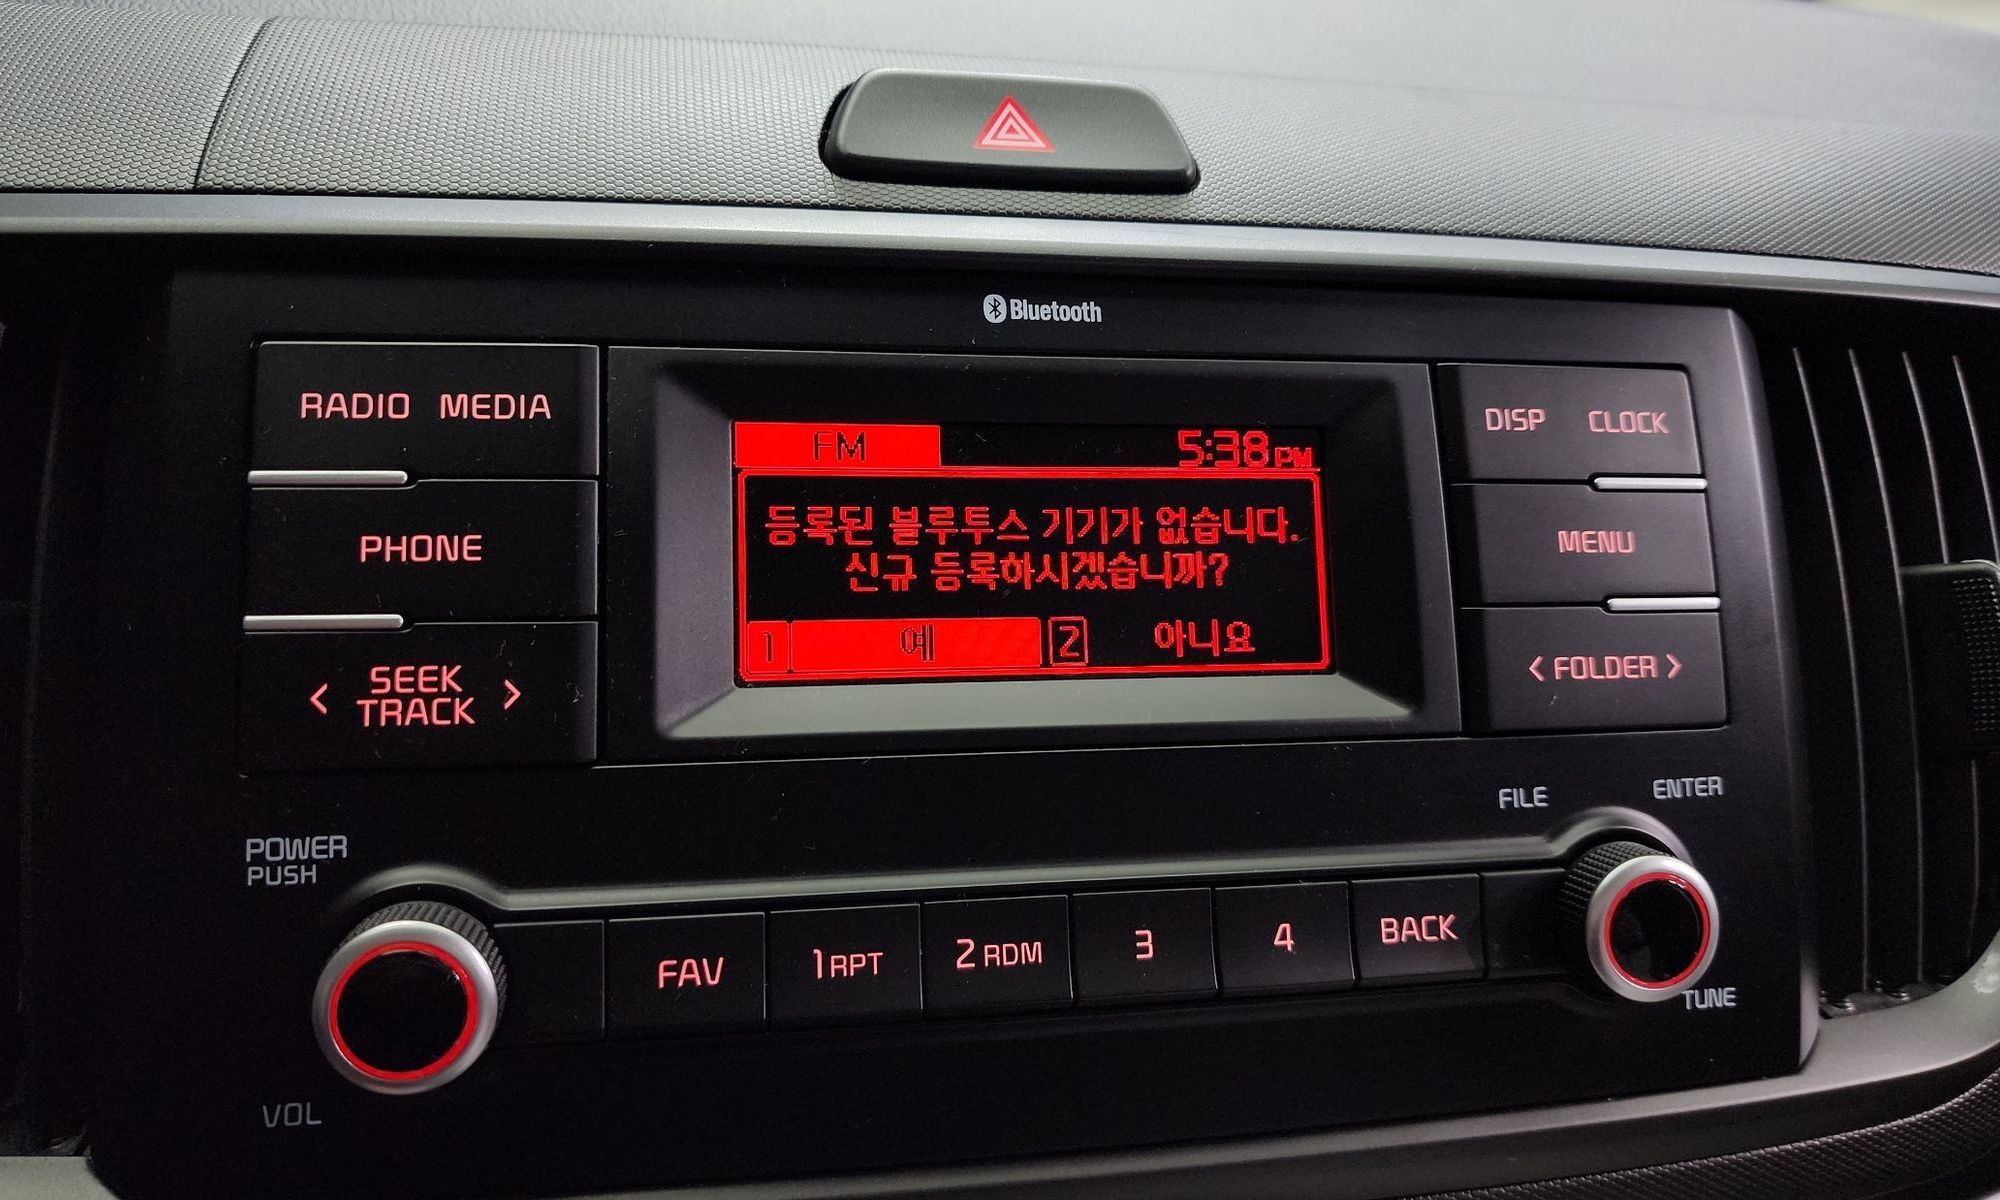 Bluetooth
RADIO MEDIA
PHONE
< SEEK TRACK >
FM 5:38 PM
등록된 블루투스 기기가 없습니다.
신규 등록하시겠습니까?
1 예 2 아니요
DISP CLOCK
MENU
< FOLDER >
POWER
PUSH
VOL
FAV 1 RPT 2 RDM 3 4 BACK
FILE ENTER
TUNE